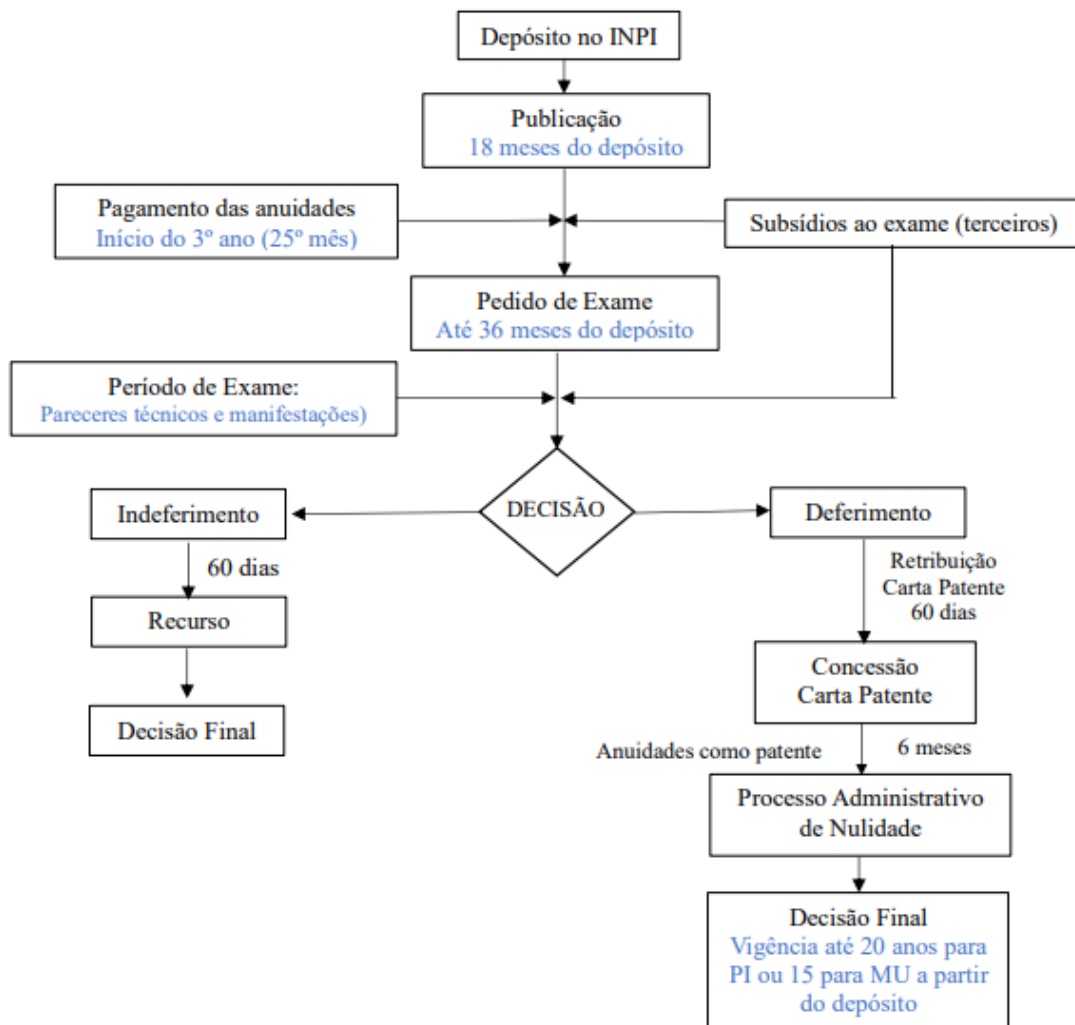 Depósito no INPI
Publicação
18 meses do depósito
Pagamento das anuidades
Início do 3º ano (25º mês)
Subsídios ao exame (terceiros)
Pedido de Exame
Até 36 meses do depósito
Período de Exame:
Pareceres técnicos e manifestações)
DECISÃO
Indeferimento
60 dias
Recurso
Decisão Final
Deferimento
Retribuição
Carta Patente
60 dias
Concessão
Carta Patente
Anuidades como patente
6 meses
Processo Administrativo
de Nulidade
Decisão Final
Vigência até 20 anos para
PI ou 15 para MU a partir
do depósito